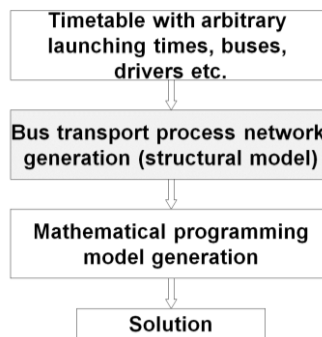 Timetable with arbitrary
launching times, buses,
drivers etc.
Bus transport process network
generation (structural model)
Mathematical programming
model generation
Solution